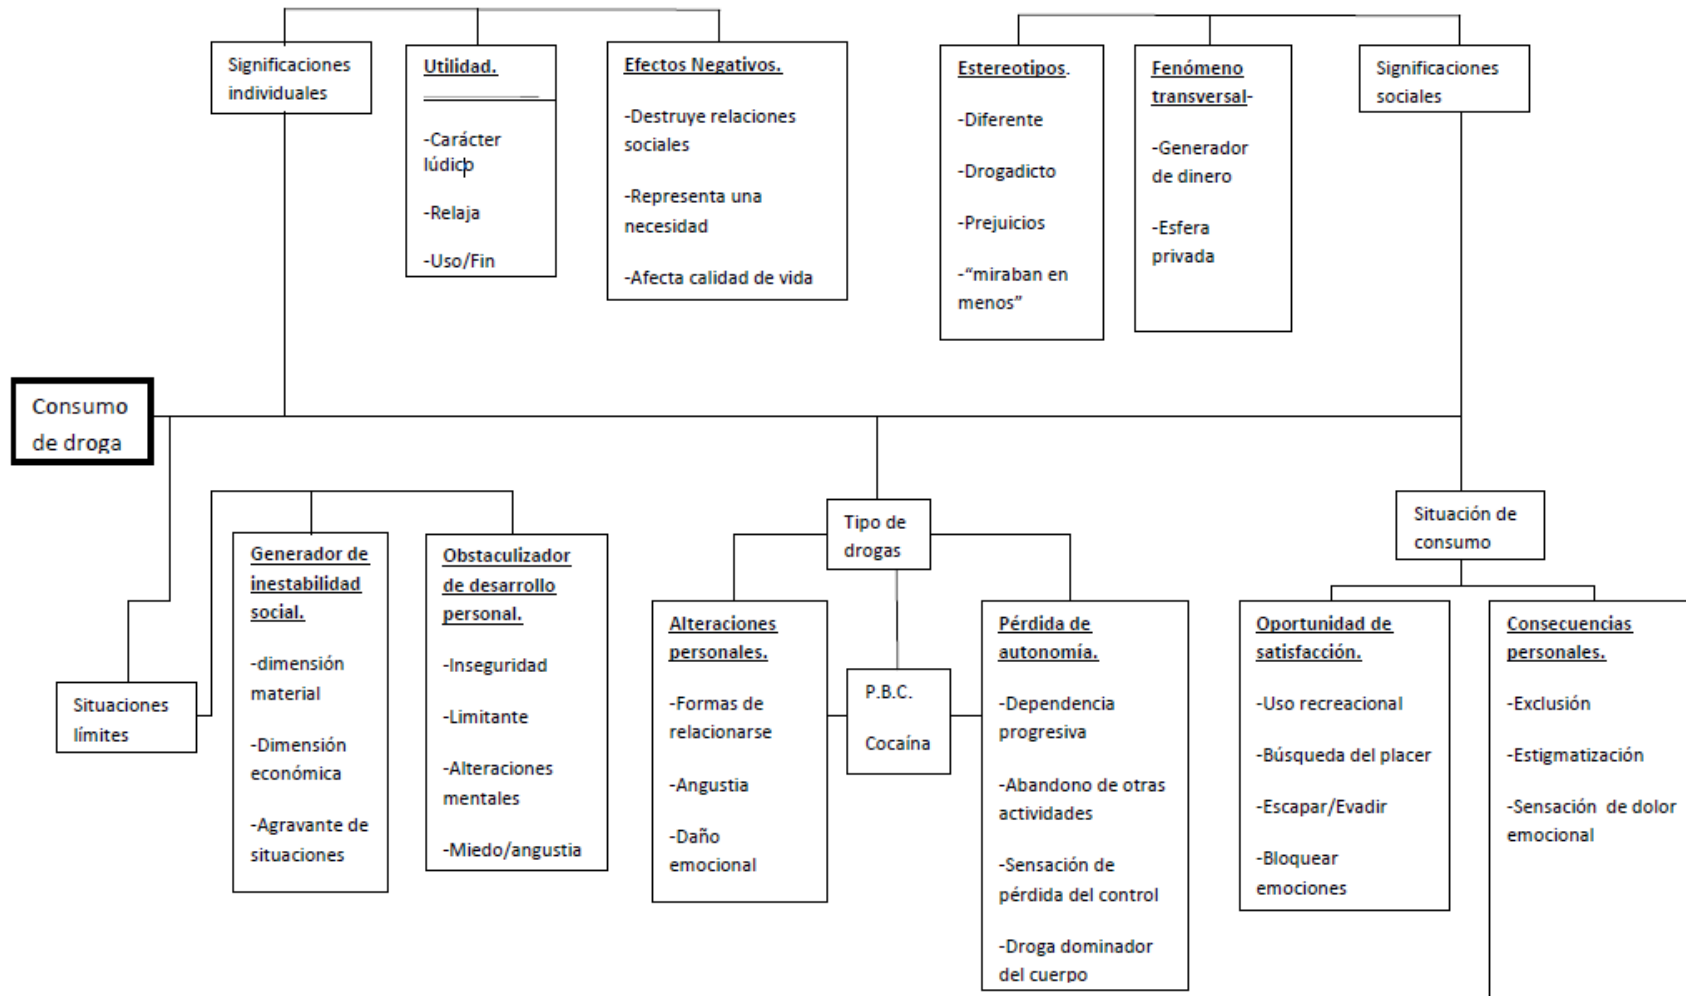 Significiones
individuales
Utilidad.
-Carácter
lúdico
-Relaja
-Uso/Fin
Efectos Negativos.
-Destruye relaciones
sociales
-Representa una
necesidad
-Afecta calidad de vida
Estereotipos.
-Diferente
-Drogadicto
-Prejuicios
-“miraban en
menos”
Fenómeno
transversal-
-Generador
de dinero
-Esfera
privada
Significaciones
sociales
Consumo
de droga
Situaciones
límites
Generador de
inestabilidad
social.
-dimensión
material
-Dimensión
económica
-Agravante de
situaciones
Obstaculizador
de desarrollo
personal.
-Inseguridad
-Limitante
-Alteraciones
mentales
-Miedo/angustia
Tipo de
drogas
Alteraciones
personales.
-Formas de
relacionarse
-Angustia
-Daño
emocional
P.B.C.
Cocaína
Pérdida de
autonomía.
-Dependencia
progresiva
-Abandono de otras
actividades
-Sensación de
pérdida del control
-Droga dominador
del cuerpo
Situación de
consumo
Oportunidad de
satisfacción.
-Uso recreacional
-Búsqueda del placer
-Escapar/Evadir
-Bloquear
emociones
Consecuencias
personales.
-Exclusión
-Estigmatización
-Sensación de dolor
emocional